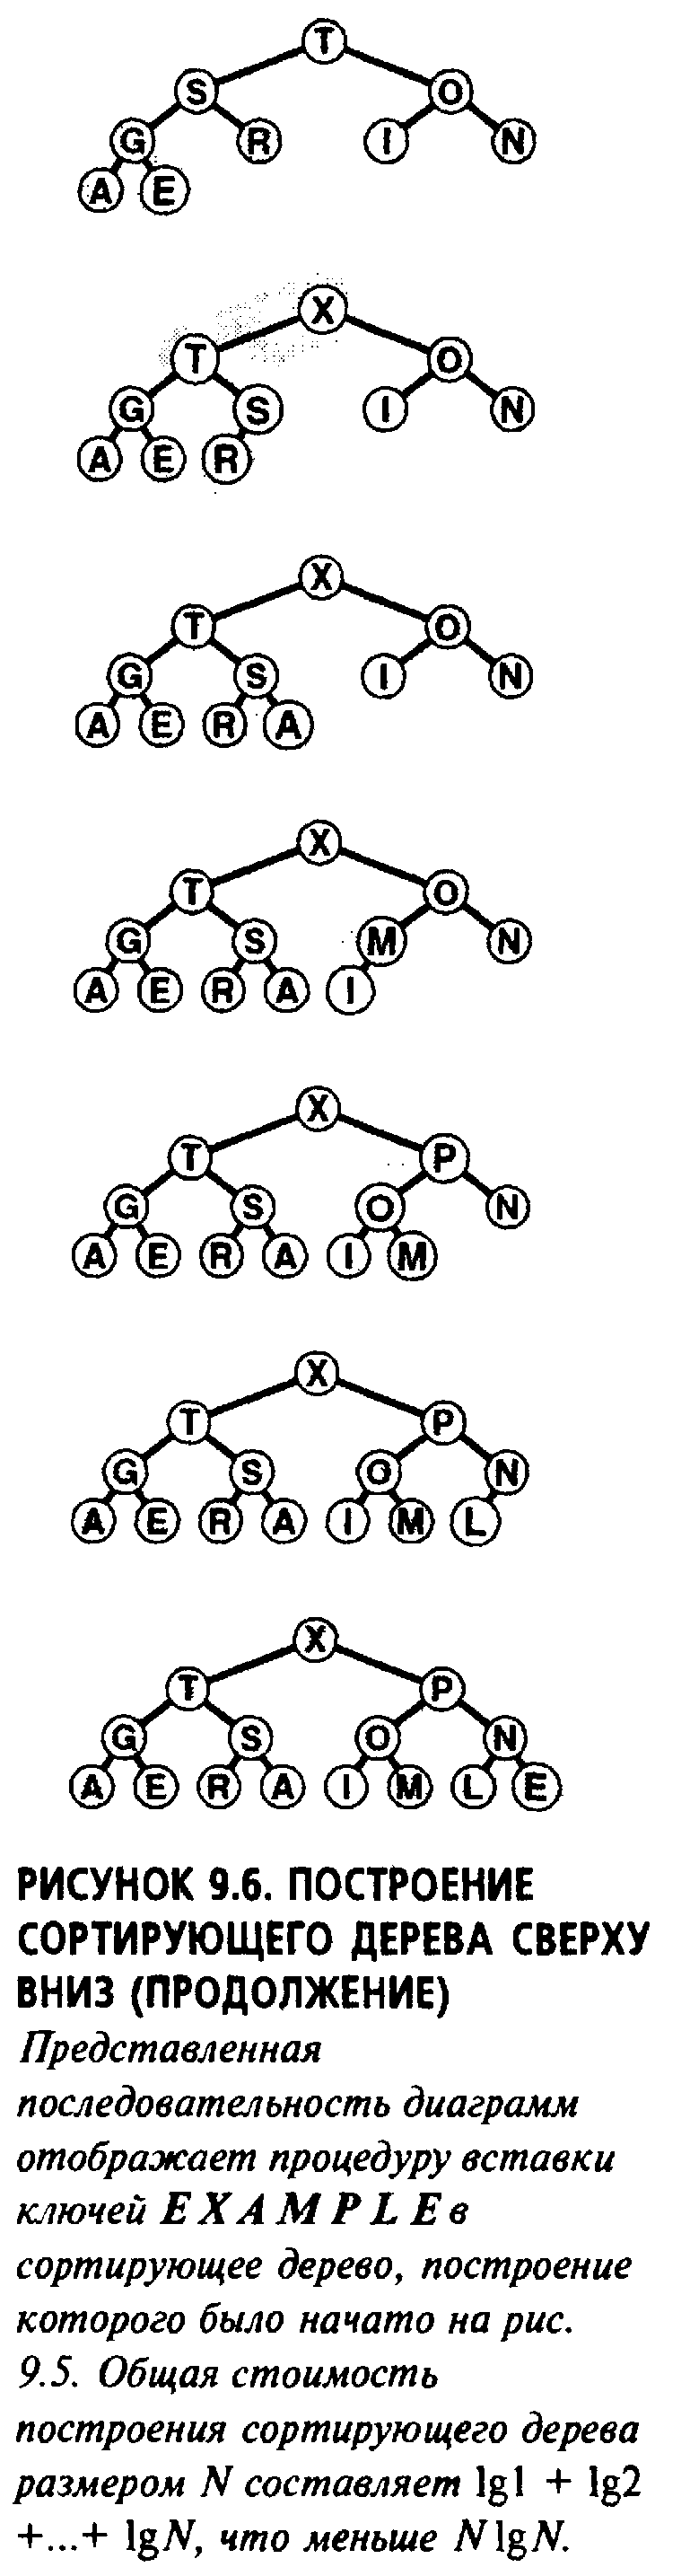 T
S O
G R I N
A E
X
T O
G S I N
A E R
X
T O
G S I N
A E R A
X
T O
G S M N
A E R A I
X
T P
G S O N
A E R A I M
X
T P
G S O N
A E R A I M L
X
T P
G S O N
A E R A I M L E
РИСУНОК 9.6. ПОСТРОЕНИЕ
СОРТИРУЮЩЕГО ДЕРЕВА СВЕРХУ
ВНИЗ (ПРОДОЛЖЕНИЕ)
Представленная
последовательность диаграмм
отображает процедуру вставки
ключей E X A M P L E в
сортирующее дерево, построение
которого было начато на рис.
9.5. Общая стоимость
построения сортирующего дерева
размером N составляет lg1 + lg2
+...+ lgN, что меньше N lgN.